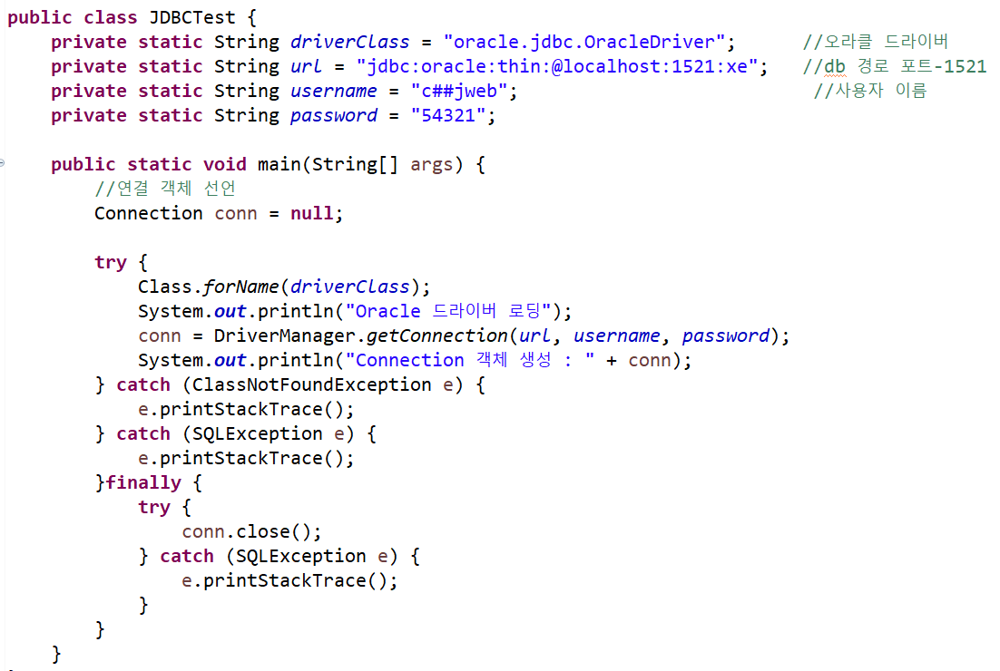 public class JDBCTest {
private static String driverClass = "oracle.jdbc.OracleDriver"; //오라클 드라이버
private static String url = "jdbc:oracle:thin:@localhost:1521:xe"; //db 경로 포트-1521
private static String username = "c##jweb"; //사용자 이름
private static String password = "54321";
public static void main(String[] args) {
//연결 객체 선언
Connection conn = null;
try {
Class.forName(driverClass);
System.out.println("Oracle 드라이버 로딩");
conn = DriverManager.getConnection(url, username, password);
System.out.println("Connection 객체 생성 : " + conn);
} catch (ClassNotFoundException e) {
e.printStackTrace();
} catch (SQLException e) {
e.printStackTrace();
}finally {
try {
conn.close();
} catch (SQLException e) {
e.printStackTrace();
}
}
}